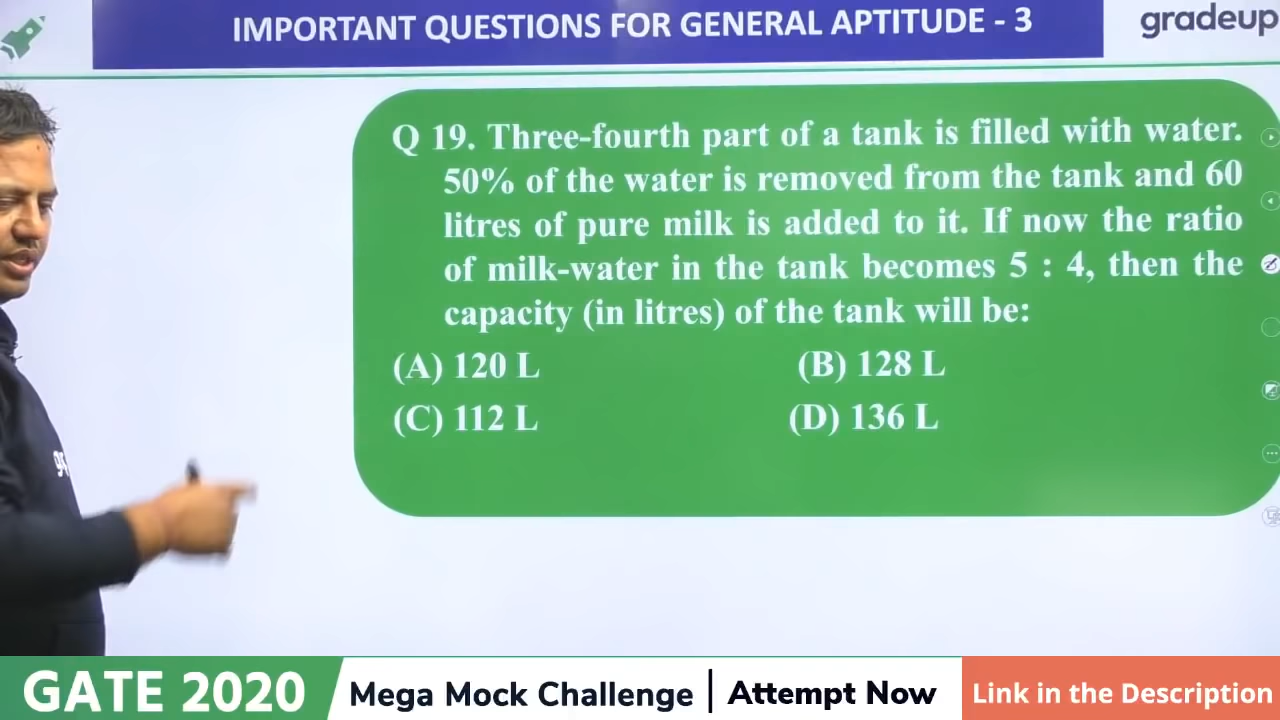 IMPORTANT QUESTIONS FOR GENERAL APTITUDE - 3
gradeup
Q 19. Three-fourth part of a tank is filled with water.
50% of the water is removed from the tank and 60
litres of pure milk is added to it. If now the ratio
of milk-water in the tank becomes 5 : 4, then the
capacity (in litres) of the tank will be:
(A) 120 L (B) 128 L
(C) 112 L (D) 136 L
GATE 2020 Mega Mock Challenge | Attempt Now Link in the Description